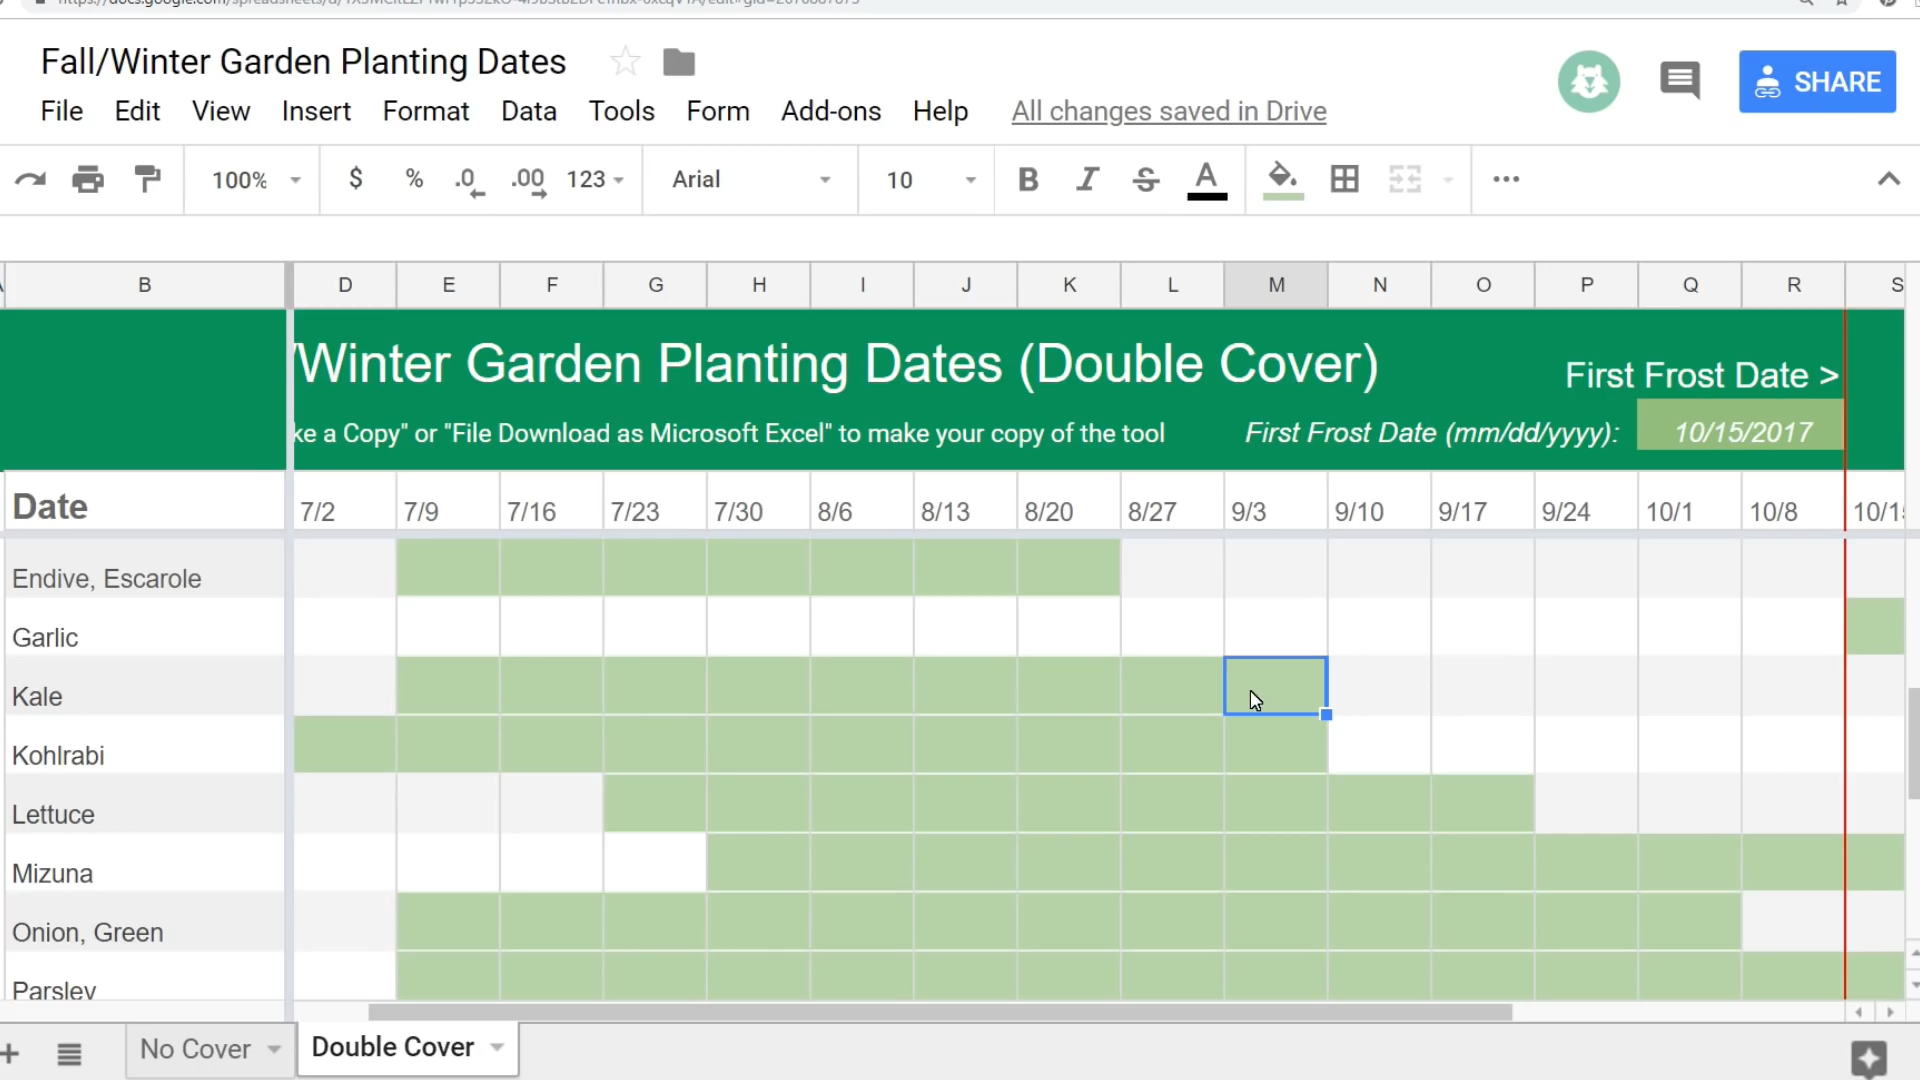 Fall/Winter Garden Planting Dates
SHARE
File Edit View Insert Format Data Tools Form Add-ons Help All changes saved in Drive
100% $ % .0 .00 123 Arial 10 B I S A
B D E F G H I J K L M N O P Q R S
/Winter Garden Planting Dates (Double Cover)
First Frost Date >
ke a Copy" or "File Download as Microsoft Excel" to make your copy of the tool
First Frost Date (mm/dd/yyyy): 10/15/2017
Date 7/2 7/9 7/16 7/23 7/30 8/6 8/13 8/20 8/27 9/3 9/10 9/17 9/24 10/1 10/8
Endive, Escarole
Garlic
Kale
Kohlrabi
Lettuce
Mizuna
Onion, Green
Parsley
No Cover Double Cover